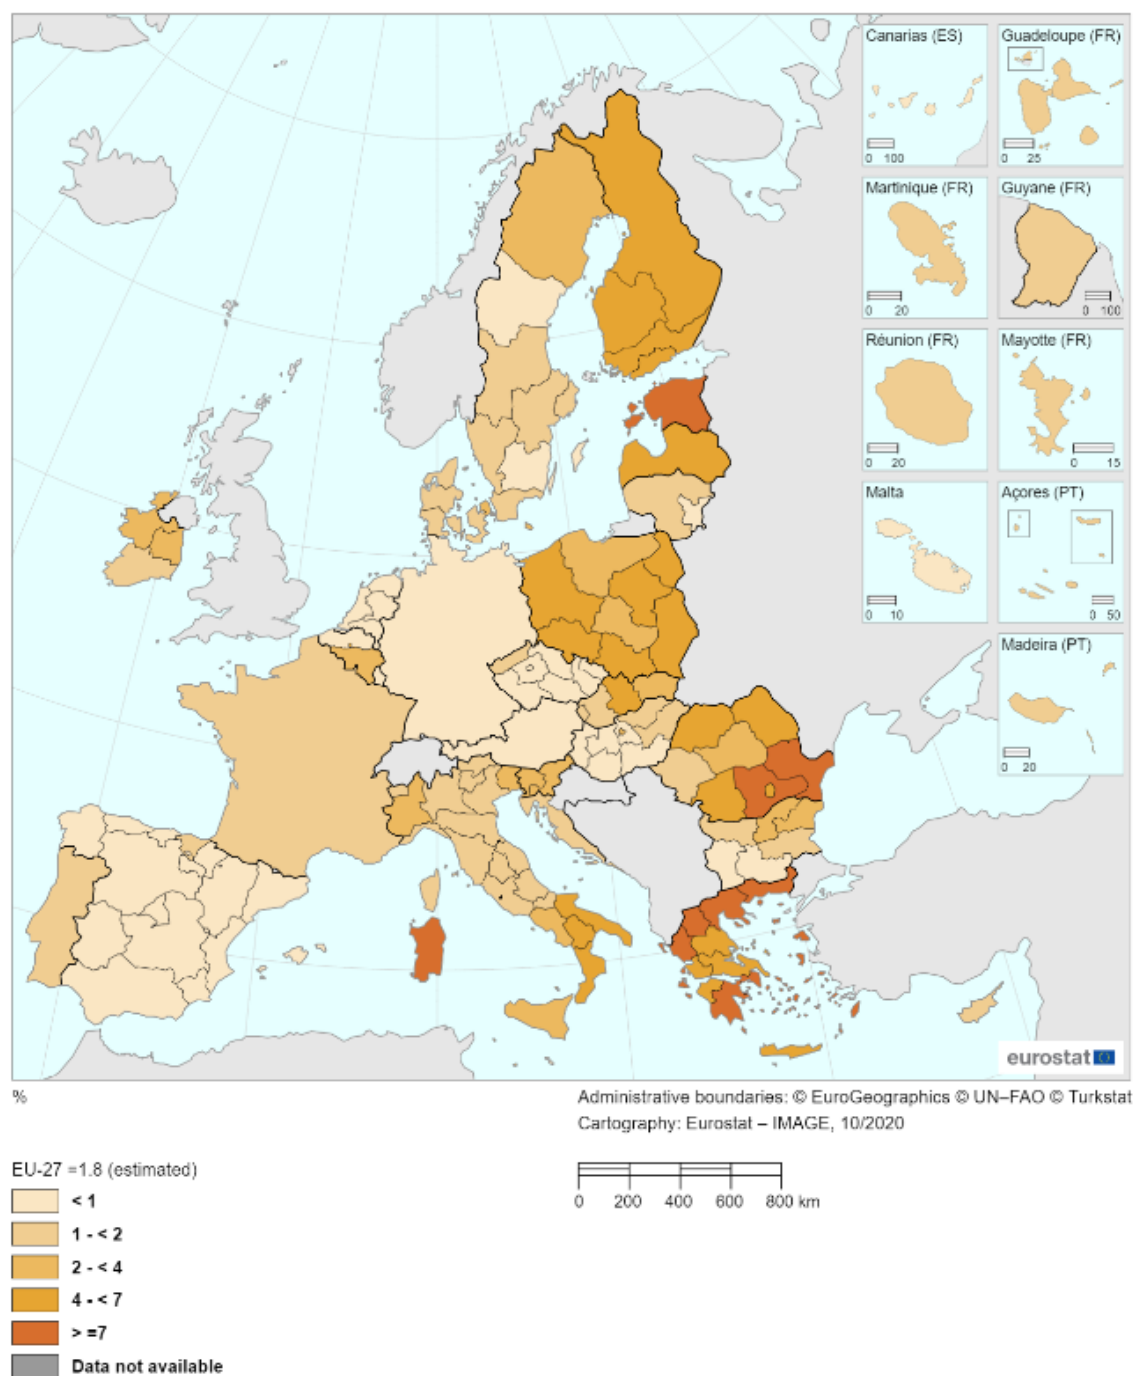 Canarias (ES)
0 100
Guadeloupe (FR)
0 25
Martinique (FR)
0 20
Guyane (FR)
0 100
Réunion (FR)
0 20
Mayotte (FR)
0 15
Malta
0 10
Açores (PT)
0 50
Madeira (PT)
0 20
eurostat
%
Administrative boundaries: © EuroGeographics © UN–FAO © Turkstat
Cartography: Eurostat – IMAGE, 10/2020
EU-27 =1.8 (estimated)
< 1
1 - < 2
2 - < 4
4 - < 7
> =7
Data not available
0 200 400 600 800 km